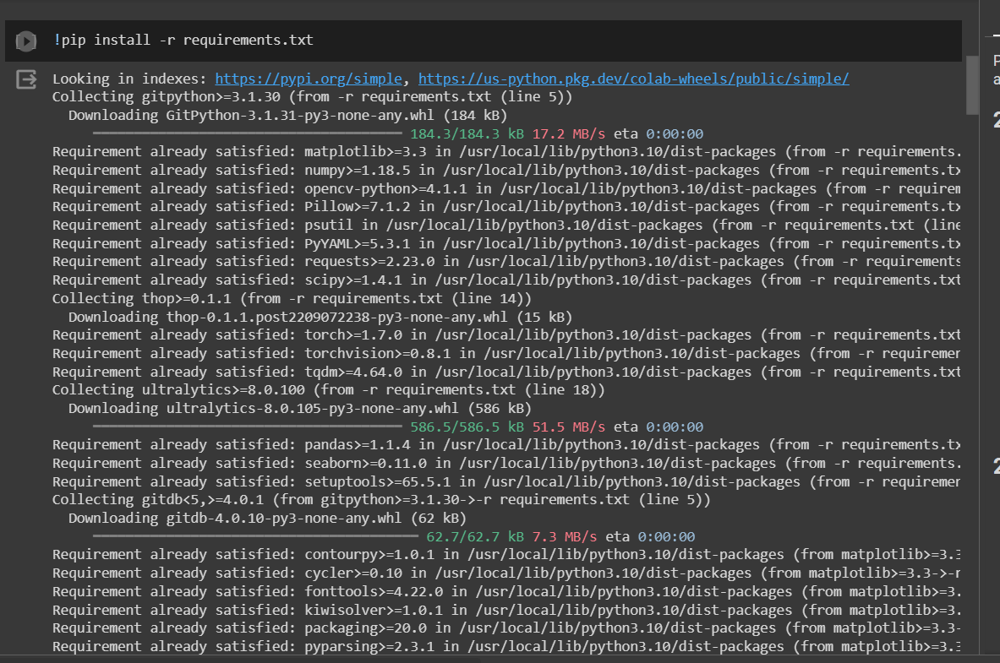 !pip install -r requirements.txt
Looking in indexes: https://pypi.org/simple, https://us-python.pkg.dev/colab-wheels/public/simple/
Collecting gitpython>=3.1.30 (from -r requirements.txt (line 5))
Downloading GitPython-3.1.31-py3-none-any.whl (184 kB)
184.3/184.3 kB 17.2 MB/s eta 0:00:00
Requirement already satisfied: matplotlib>=3.3 in /usr/local/lib/python3.10/dist-packages (from -r requirements.
Requirement already satisfied: numpy>=1.18.5 in /usr/local/lib/python3.10/dist-packages (from -r requirements.tx
Requirement already satisfied: opencv-python>=4.1.1 in /usr/local/lib/python3.10/dist-packages (from -r requirem
Requirement already satisfied: Pillow>=7.1.2 in /usr/local/lib/python3.10/dist-packages (from -r requirements.tx
Requirement already satisfied: psutil in /usr/local/lib/python3.10/dist-packages (from -r requirements.txt (line
Requirement already satisfied: PyYAML>=5.3.1 in /usr/local/lib/python3.10/dist-packages (from -r requirements.tx
Requirement already satisfied: requests>=2.23.0 in /usr/local/lib/python3.10/dist-packages (from -r requirements
Requirement already satisfied: scipy>=1.4.1 in /usr/local/lib/python3.10/dist-packages (from -r requirements.txt
Collecting thop>=0.1.1 (from -r requirements.txt (line 14))
Downloading thop-0.1.1.post2209072238-py3-none-any.whl (15 kB)
Requirement already satisfied: torch>=1.7.0 in /usr/local/lib/python3.10/dist-packages (from -r requirements.txt
Requirement already satisfied: torchvision>=0.8.1 in /usr/local/lib/python3.10/dist-packages (from -r requiremer
Requirement already satisfied: tqdm>=4.64.0 in /usr/local/lib/python3.10/dist-packages (from -r requirements.txt
Collecting ultralytics>=8.0.100 (from -r requirements.txt (line 18))
Downloading ultralytics-8.0.105-py3-none-any.whl (586 kB)
586.5/586.5 kB 51.5 MB/s eta 0:00:00
Requirement already satisfied: pandas>=1.1.4 in /usr/local/lib/python3.10/dist-packages (from -r requirements.tx
Requirement already satisfied: seaborn>=0.11.0 in /usr/local/lib/python3.10/dist-packages (from -r requirements.
Requirement already satisfied: setuptools>=65.5.1 in /usr/local/lib/python3.10/dist-packages (from -r requiremer
Collecting gitdb<5,>=4.0.1 (from gitpython>=3.1.30->-r requirements.txt (line 5))
Downloading gitdb-4.0.10-py3-none-any.whl (62 kB)
62.7/62.7 kB 7.3 MB/s eta 0:00:00
Requirement already satisfied: contourpy>=1.0.1 in /usr/local/lib/python3.10/dist-packages (from matplotlib>=3.3
Requirement already satisfied: cycler>=0.10 in /usr/local/lib/python3.10/dist-packages (from matplotlib>=3.3->-r
Requirement already satisfied: fonttools>=4.22.0 in /usr/local/lib/python3.10/dist-packages (from matplotlib>=3.
Requirement already satisfied: kiwisolver>=1.0.1 in /usr/local/lib/python3.10/dist-packages (from matplotlib>=3.
Requirement already satisfied: packaging>=20.0 in /usr/local/lib/python3.10/dist-packages (from matplotlib>=3.3-
Requirement already satisfied: pyparsing>=2.3.1 in /usr/local/lib/python3.10/dist-packages (from matplotlib>=3.3